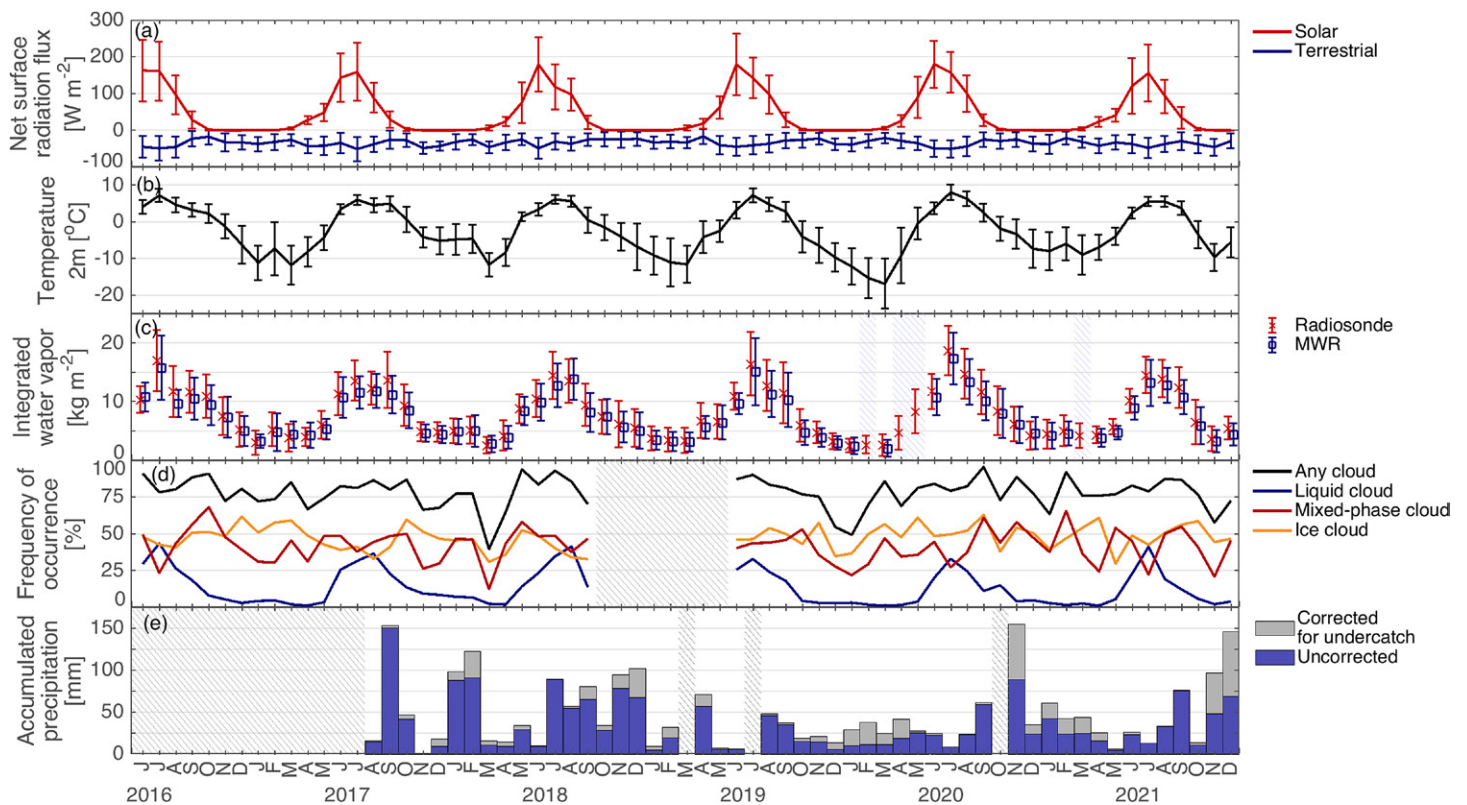 (a)
Net surface
radiation flux
[W m-2]
300
200
100
0
-100
Solar
Terrestrial
(b)
Temperature
2m [°C]
10
0
-10
-20
(c)
Integrated
water vapor
[kg m-2]
20
10
0
Radiosonde
MWR
(d)
Frequency of
occurrence
[%]
100
75
50
25
0
Any cloud
Liquid cloud
Mixed-phase cloud
Ice cloud
(e)
Accumulated
precipitation
[mm]
150
100
50
0
Corrected
for undercatch
Uncorrected
J J A S O N D J F M A M J J A S O N D J F M A M J J A S O N D J F M A M J J A S O N D J F M A M J J A S O N D J F M A M J J A S O N D
2016 2017 2018 2019 2020 2021